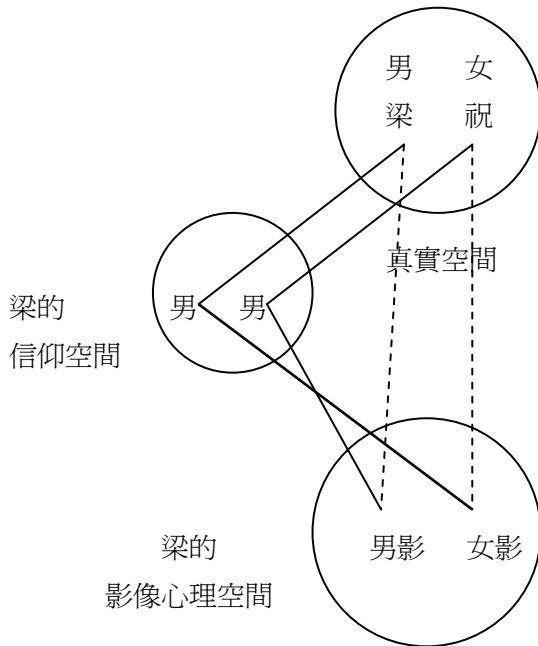 男 女
梁 祝
真實空間
男 男
梁的
信仰空間
男影 女影
梁的
影像心理空間